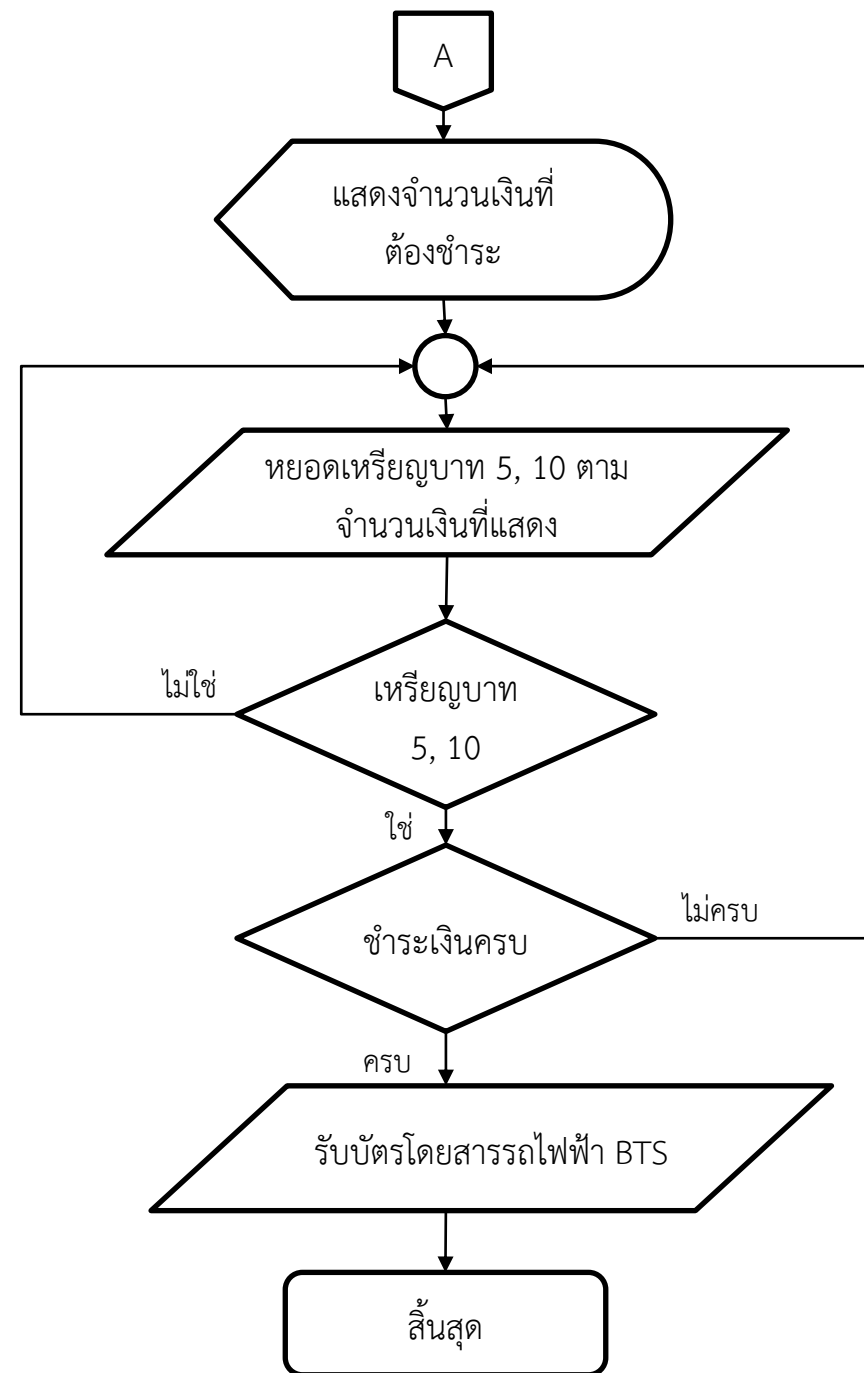 A
แสดงจำนวนเงินที่
ต้องชำระ
หยอดเหรียญบาท 5, 10 ตาม
จำนวนเงินที่แสดง
ไม่ใช่
เหรียญบาท
5, 10
ใช่
ไม่ครบ
ชำระเงินครบ
ครบ
รับบัตรโดยสารรถไฟฟ้า BTS
สิ้นสุด